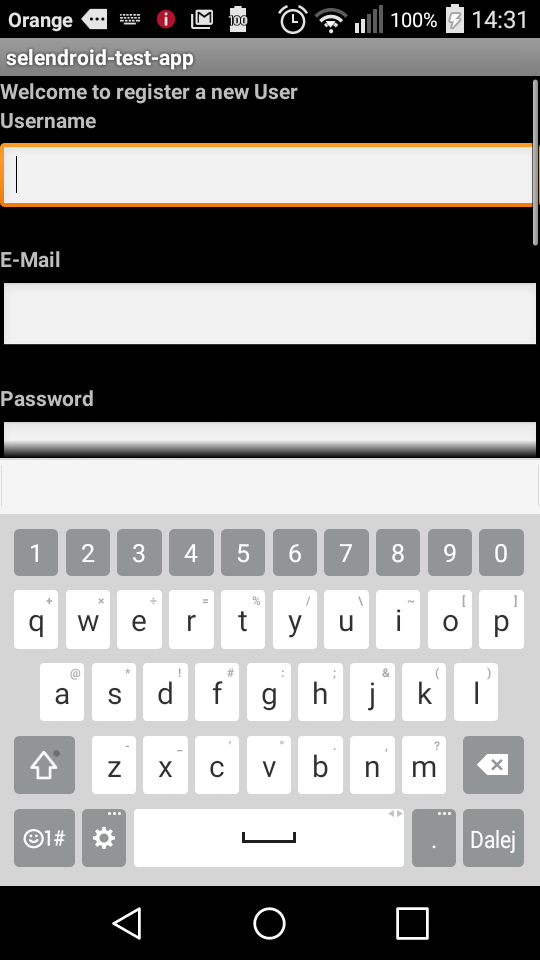 Orange 100 100% 14:31
selendroid-test-app
Welcome to register a new User
Username
E-Mail
Password
1 2 3 4 5 6 7 8 9 0
+ × ÷ = % / \ ~ [ ]
q w e r t y u i o p
@ * ! # : ; & ( )
a s d f g h j k l
- _ ' " . , ?
z x c v b n m
1# . Dalej